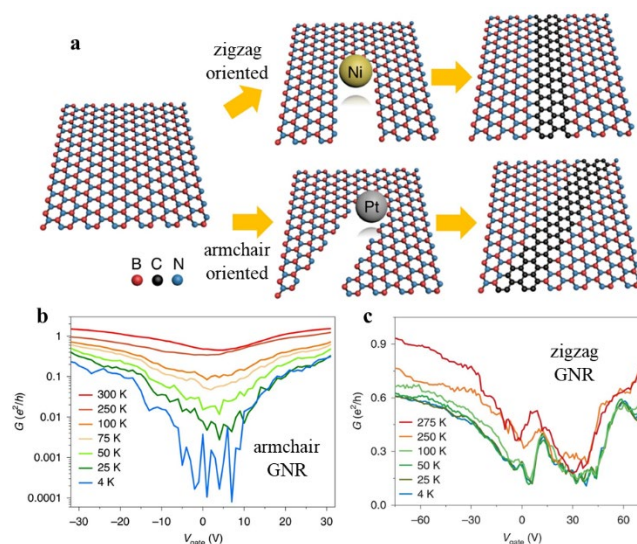 a
zigzag
oriented
Ni
armchair
oriented
Pt
B C N
b
G (e²/h)
1
0.1
0.01
0.001
0.0001
300 K
250 K
100 K
75 K
50 K
25 K
4 K
armchair
GNR
−30 −20 −10 0 10 20 30
V_gate (V)
c
G (e²/h)
0.9
0.6
0.3
0.0
zigzag
GNR
275 K
250 K
100 K
50 K
25 K
4 K
−60 −30 0 30 60
V_gate (V)